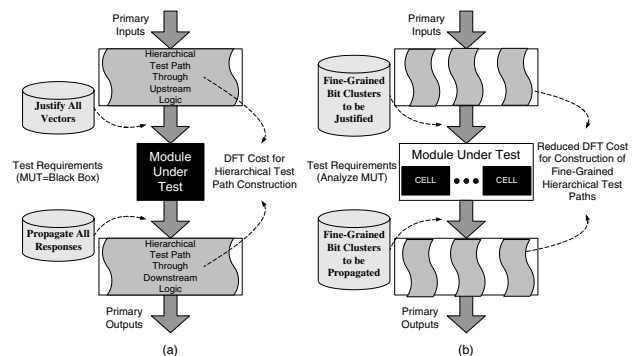 Primary
Inputs
Hierarchical
Test Path
Through
Upstream
Logic
Justify All
Vectors
Test Requirements
(MUT=Black Box)
Module
Under
Test
DFT Cost for
Hierarchical Test
Path Construction
Propagate All
Responses
Hierarchical
Test Path
Through
Downstream
Logic
Primary
Outputs
(a)
Primary
Inputs
Fine-Grained
Bit Clusters
to be
Justified
Test Requirements
(Analyze MUT)
Module Under Test
CELL
CELL
Reduced DFT Cost
for Construction of
Fine-Grained
Hierarchical Test
Paths
Fine-Grained
Bit Clusters
to be
Propagated
Primary
Outputs
(b)